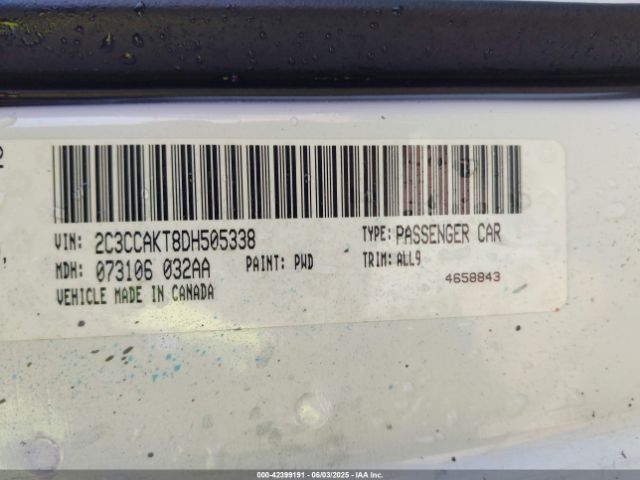 VIN: 2C3CCAKT8DH505338 TYPE: PASSENGER CAR
MDH: 073106 032AA PAINT: PWD TRIM: ALL9
VEHICLE MADE IN CANADA 4658843
000-42399191 - 06/03/2025 - IAA Inc.